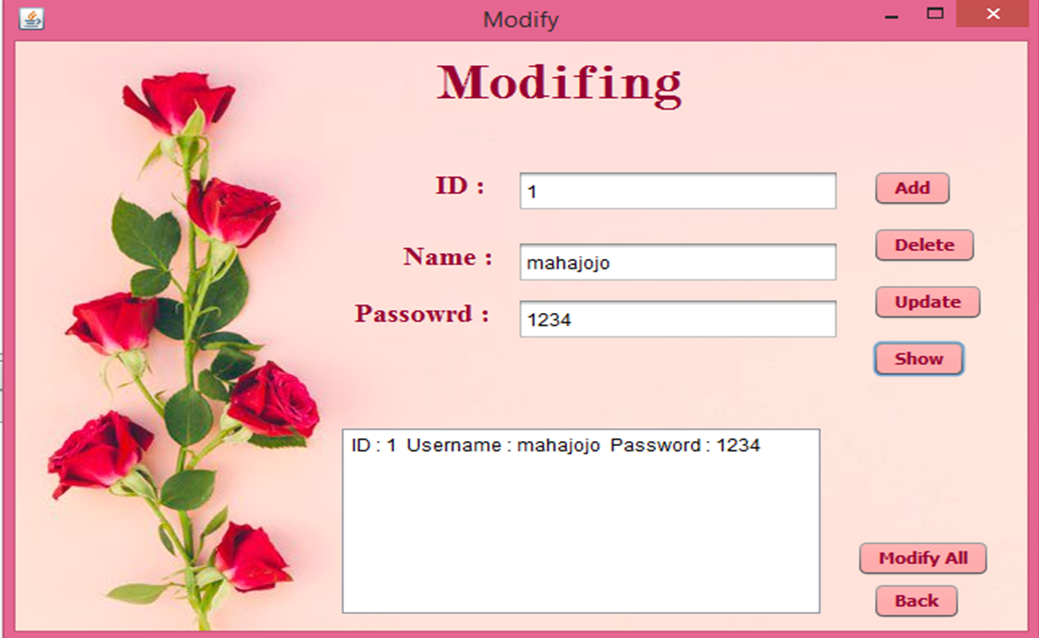 Modify
Modifing
ID : 1 Add
Name : mahajojo Delete
Passowrd : 1234 Update
Show
ID : 1 Username : mahajojo Password : 1234
Modify All
Back